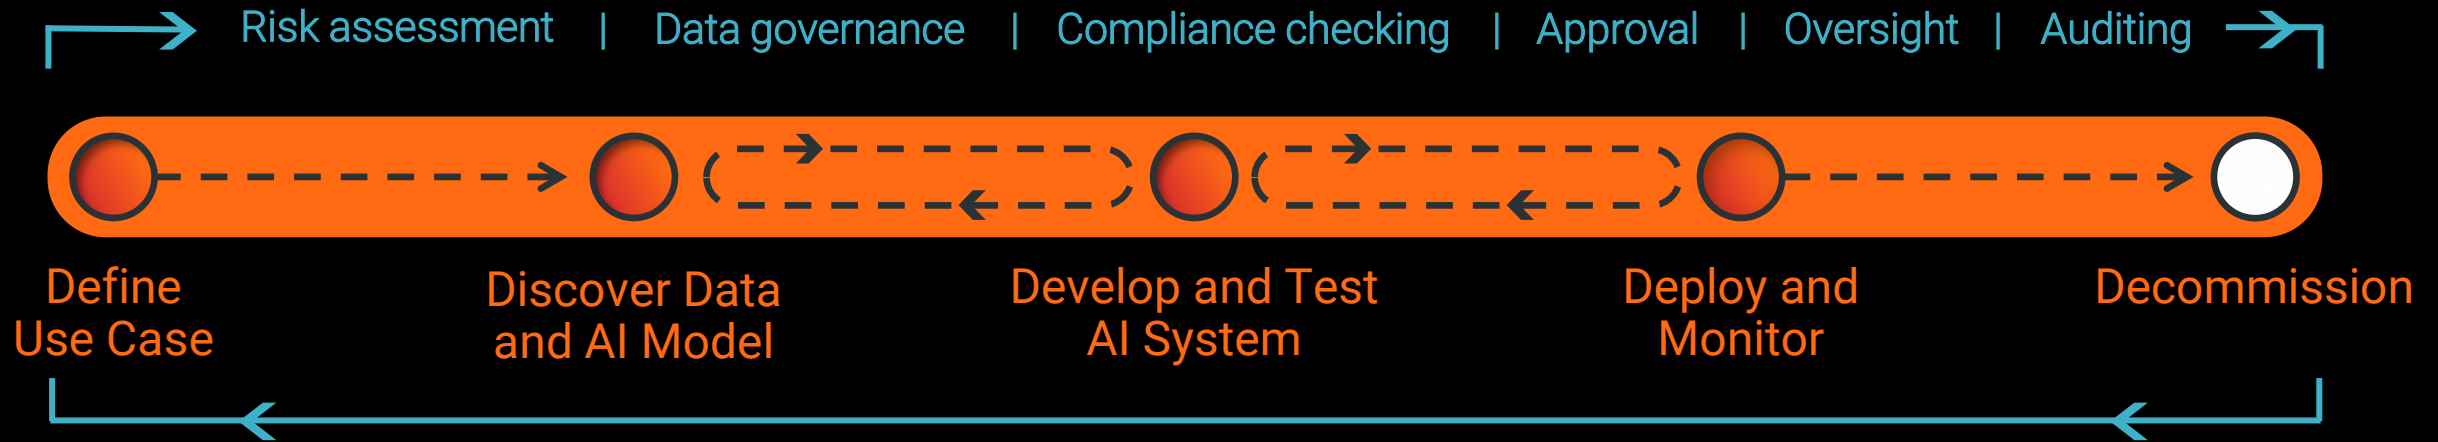 Risk assessment | Data governance | Compliance checking | Approval | Oversight | Auditing
Define
Use Case
Discover Data
and AI Model
Develop and Test
AI System
Deploy and
Monitor
Decommission